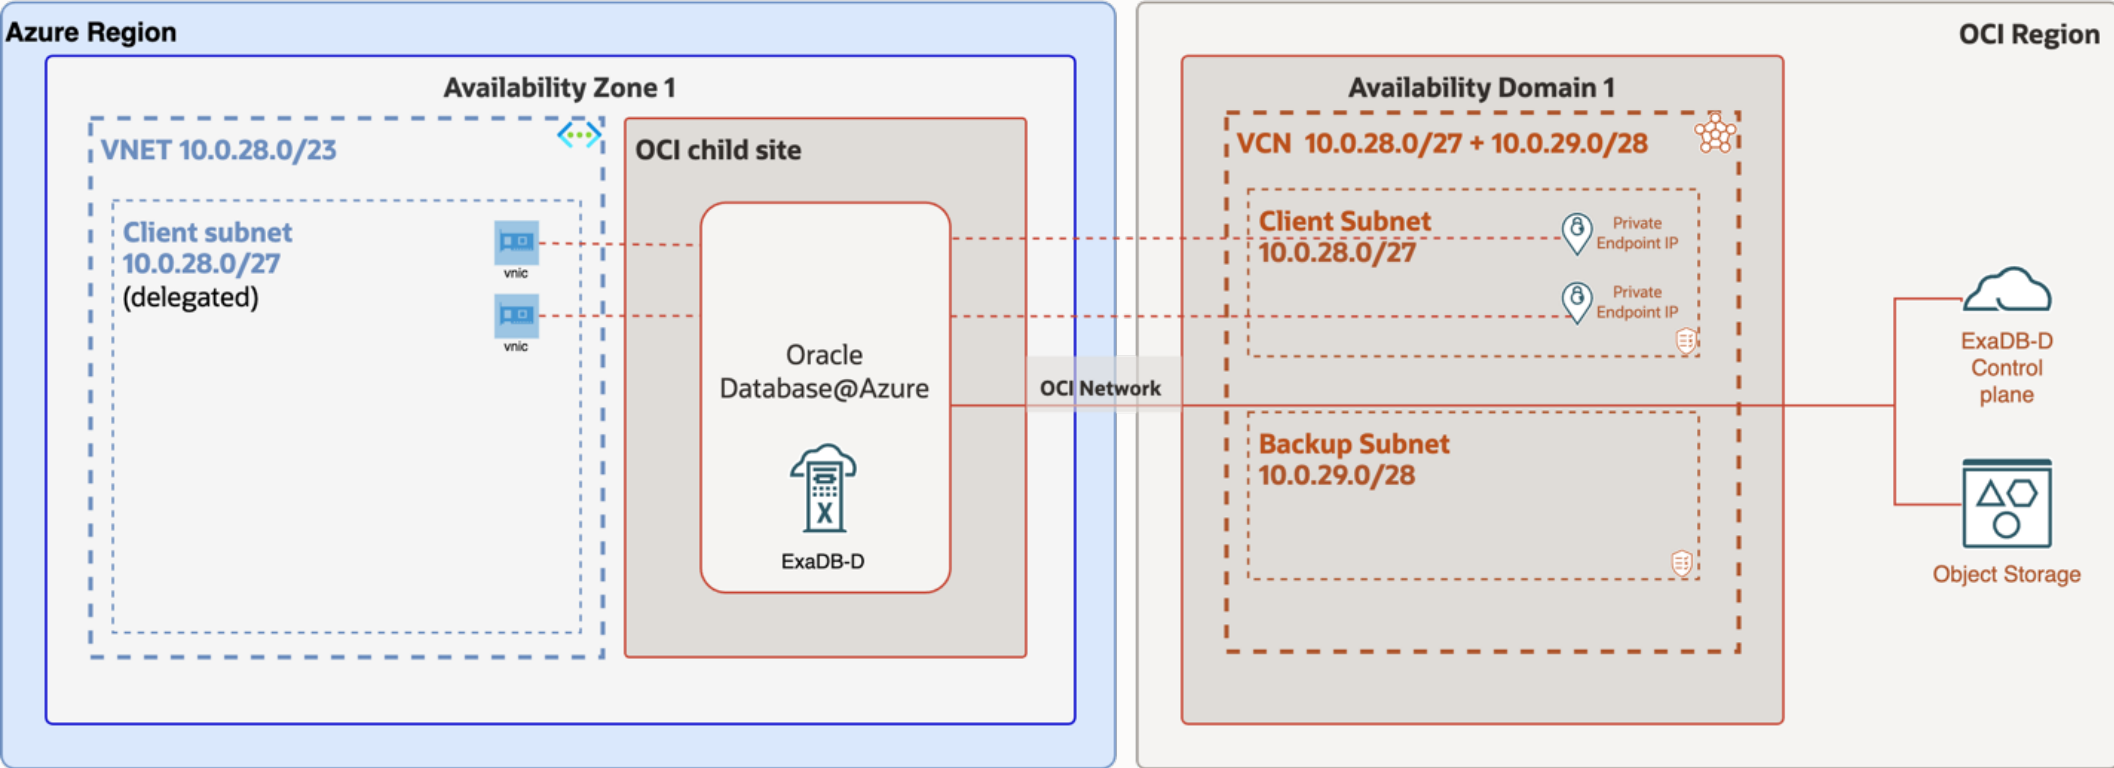 Azure Region
Availability Zone 1
VNET 10.0.28.0/23
Client subnet
10.0.28.0/27
(delegated)
vnic
vnic
OCI child site
Oracle
Database@Azure
X
ExaDB-D
OCI Network
OCI Region
Availability Domain 1
VCN 10.0.28.0/27 + 10.0.29.0/28
Client Subnet
10.0.28.0/27
Private
Endpoint IP
Private
Endpoint IP
Backup Subnet
10.0.29.0/28
ExaDB-D
Control
plane
Object Storage